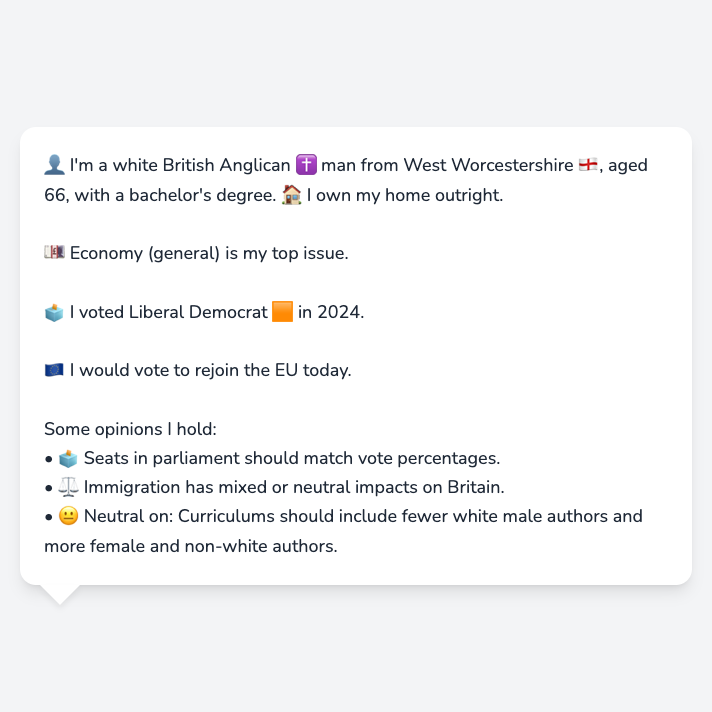 👤 I'm a white British Anglican ✝️ man from West Worcestershire 🏴󠁧󠁢󠁥󠁮󠁧󠁿, aged
66, with a bachelor's degree. 🏠 I own my home outright.
💷 Economy (general) is my top issue.
🗳️ I voted Liberal Democrat 🟧 in 2024.
🇪🇺 I would vote to rejoin the EU today.
Some opinions I hold:
• 🗳️ Seats in parliament should match vote percentages.
• ⚖️ Immigration has mixed or neutral impacts on Britain.
• 😐 Neutral on: Curriculums should include fewer white male authors and
more female and non-white authors.